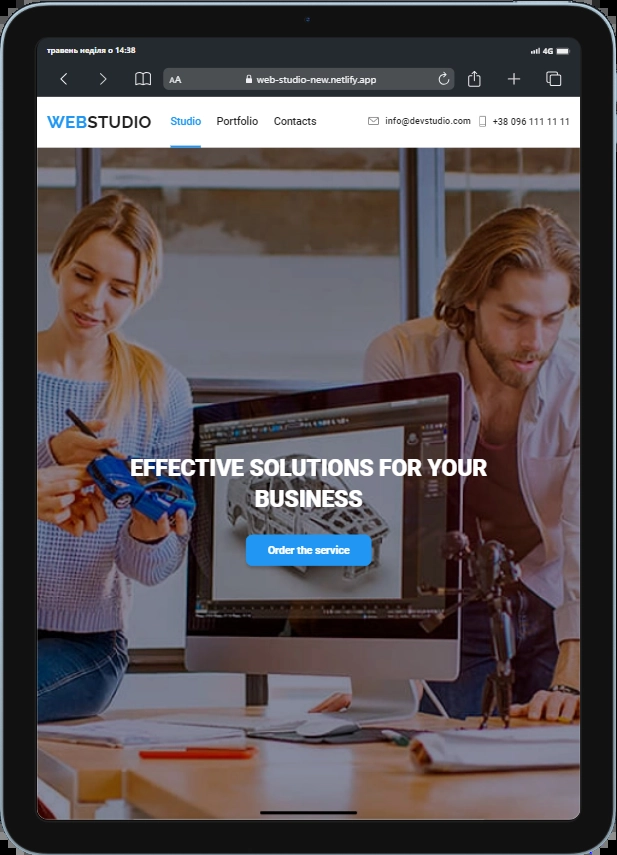 травень неділя о 14:38
4G
AA
web-studio-new.netlify.app
WEBSTUDIO
Studio
Portfolio
Contacts
info@devstudio.com
+38 096 111 11 11
EFFECTIVE SOLUTIONS FOR YOUR
BUSINESS
Order the service